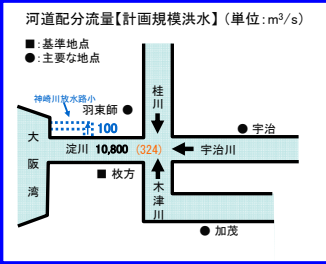 河道配分流量【計画規模洪水】（単位：m³/s）
■：基準地点
●：主要な地点
神崎川放水路小
羽束師●
100
桂川
●宇治
大阪湾
淀川 10,800 (324)
宇治川
■枚方
木津川
●加茂